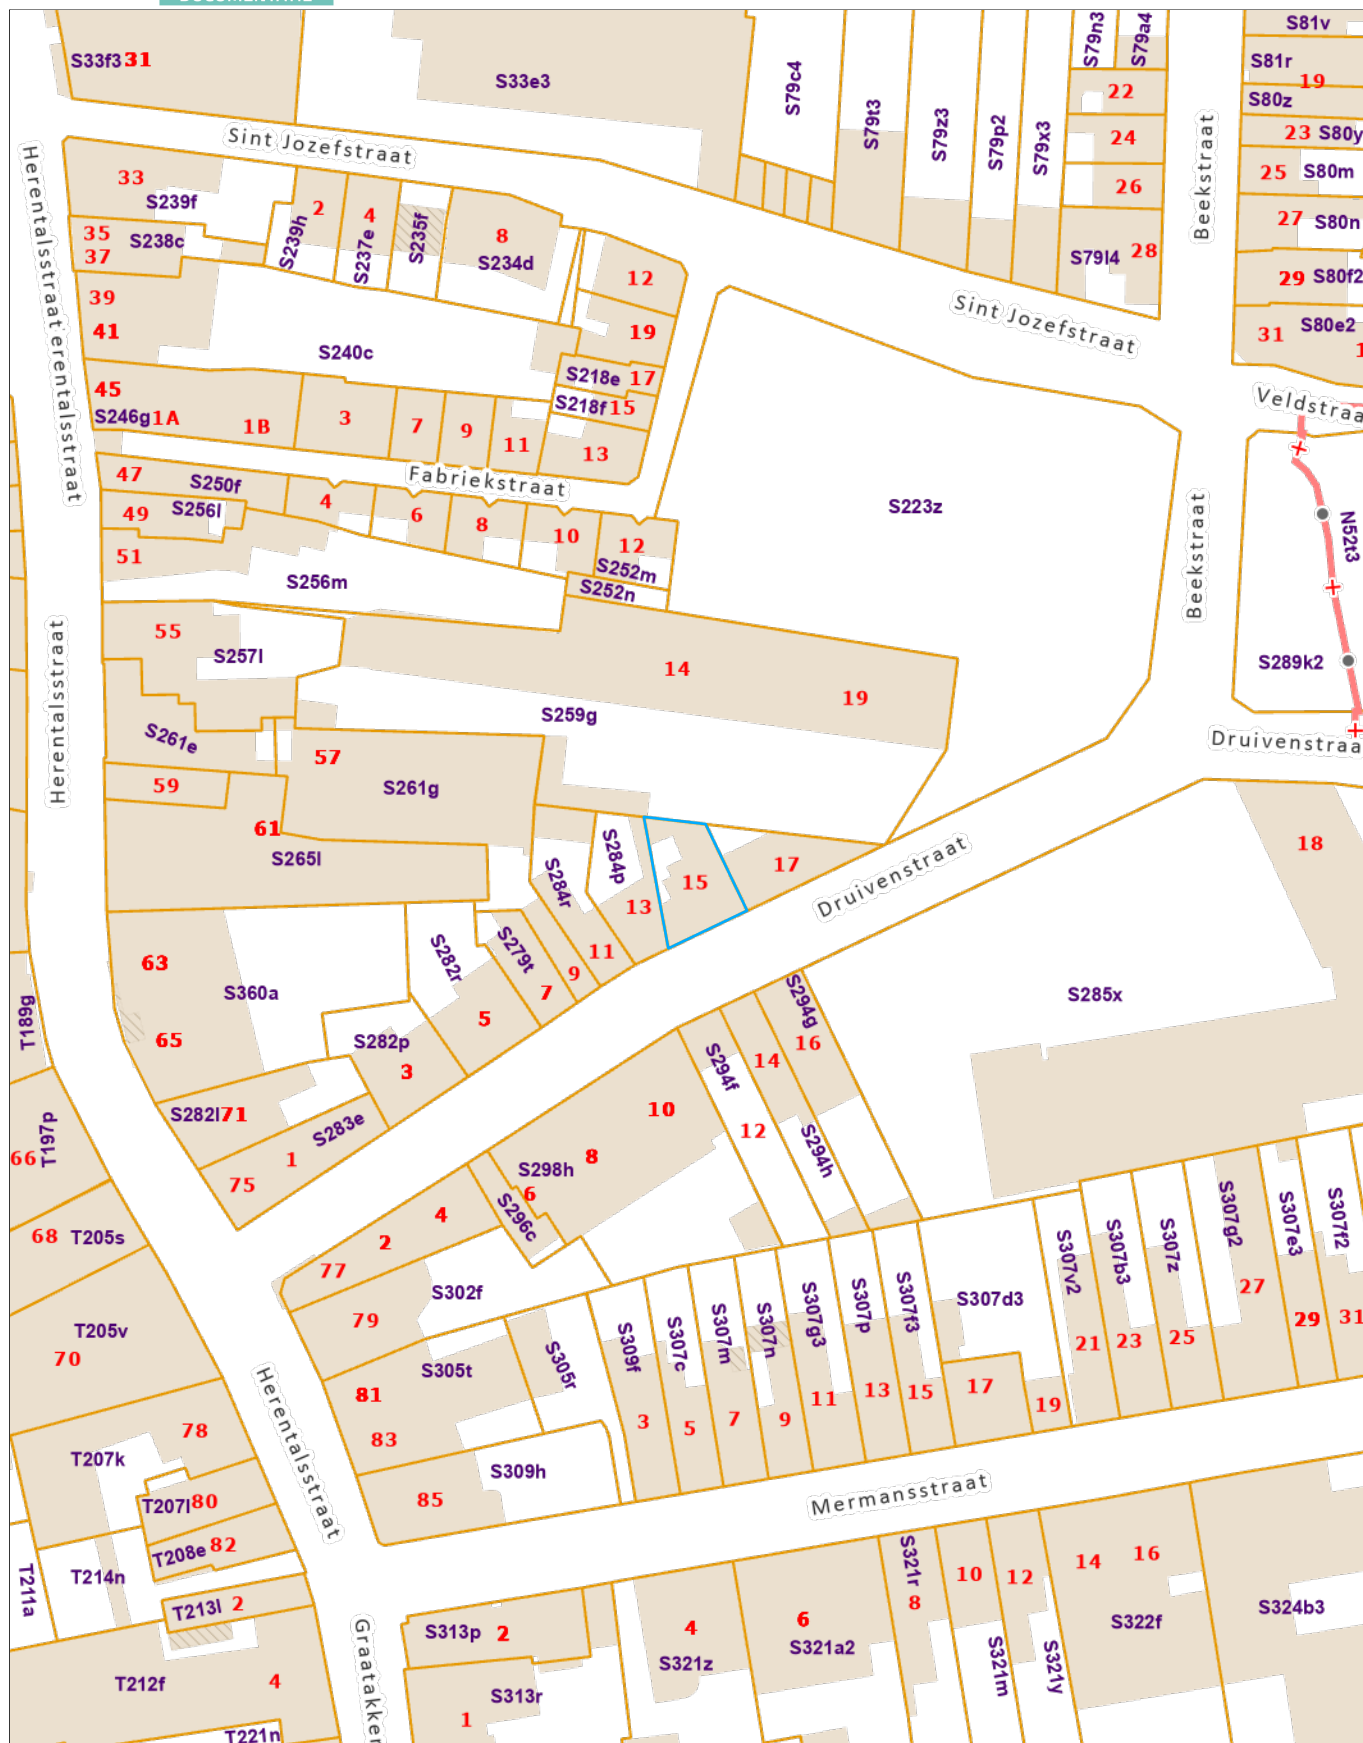 S33f3 31
S33e3
S79c4
S79t3
S79z3
S79p2
S79x3
S79n3
S79a4
22
24
26
28
S79l4
Beekstraat
S81v
S81r
19
S80z
23 S80y
25 S80m
27 S80n
29 S80f2
31 S80e2
Sint Jozefstraat
Sint Jozefstraat
Herentalsstraat
33
S239f
35
S238c
37
39
41
S239h
2
4
S237e
S235f
8
S234d
12
19
S240c
S218e 17
S218f 15
13
45
S246g 1A
1B
3
7
9
11
Fabriekstraat
47
S250f
49
S256l
51
4
6
8
10
12
S252m
S252n
S256m
S223z
Veldstraa
N52t3
S289k2
Beekstraat
Druivenstraa
Herentalsstraat
55
S257l
14
19
S259g
S261e
57
S261g
59
61
S265l
S284p
S284r
15
17
13
11
9
7
5
3
S279t
S282r
S282p
Druivenstraat
18
63
S360a
65
S282l 71
S283e
1
75
T189g
T197p
66
68 T205s
T205v
70
S285x
S294g
16
14
S294f
12
S294h
10
8
S298h
6
S296c
4
2
77
79
S302f
S305t
81
83
S305r
85
S309h
S309f
3
S307c
5
S307m
7
S307n
9
S307g3
11
S307p
13
S307f3
15
S307d3
17
19
S307v2
21
S307b3
23
S307z
25
S307g2
27
S307e3
29
S307f2
31
Herentalsstraat
Mermansstraat
78
T207k
T207l 80
T208e 82
T211a
T214n
T213l 2
T212f
4
T221n
Graatakker
S313p 2
S313r
1
4
S321z
6
S321a2
S321r
8
10
S321m
12
S321y
14
16
S322f
S324b3